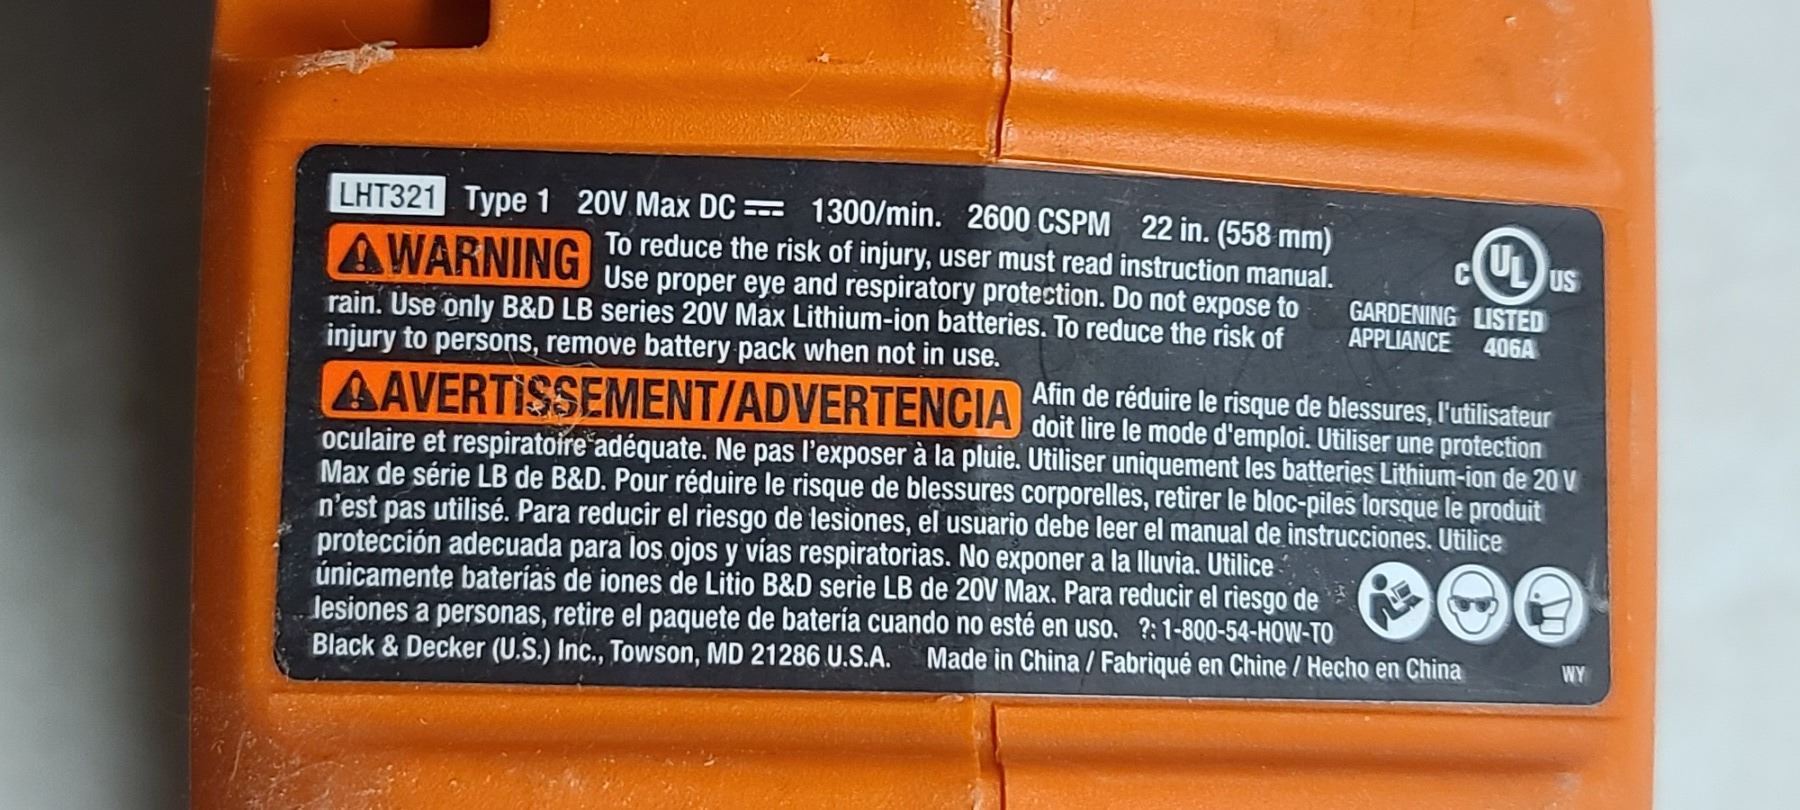 LHT321 Type 1 20V Max DC 1300/min. 2600 CSPM 22 in. (558 mm)
WARNING To reduce the risk of injury, user must read instruction manual.
Use proper eye and respiratory protection. Do not expose to
rain. Use only B&D LB series 20V Max Lithium-ion batteries. To reduce the risk of
injury to persons, remove battery pack when not in use.
C UL US
GARDENING LISTED
APPLIANCE 406A
AVERTISSEMENT/ADVERTENCIA Afin de réduire le risque de blessures, l'utilisateur
doit lire le mode d'emploi. Utiliser une protection
oculaire et respiratoire adéquate. Ne pas l'exposer à la pluie. Utiliser uniquement les batteries Lithium-ion de 20 V
Max de série LB de B&D. Pour réduire le risque de blessures corporelles, retirer le bloc-piles lorsque le produit
n'est pas utilisé. Para reducir el riesgo de lesiones, el usuario debe leer el manual de instrucciones. Utilice
protección adecuada para los ojos y vías respiratorias. No exponer a la lluvia. Utilice
únicamente baterías de iones de Litio B&D serie LB de 20V Max. Para reducir el riesgo de
lesiones a personas, retire el paquete de batería cuando no esté en uso. ?: 1-800-54-HOW-TO
Black & Decker (U.S.) Inc., Towson, MD 21286 U.S.A. Made in China / Fabriqué en Chine / Hecho en China WY